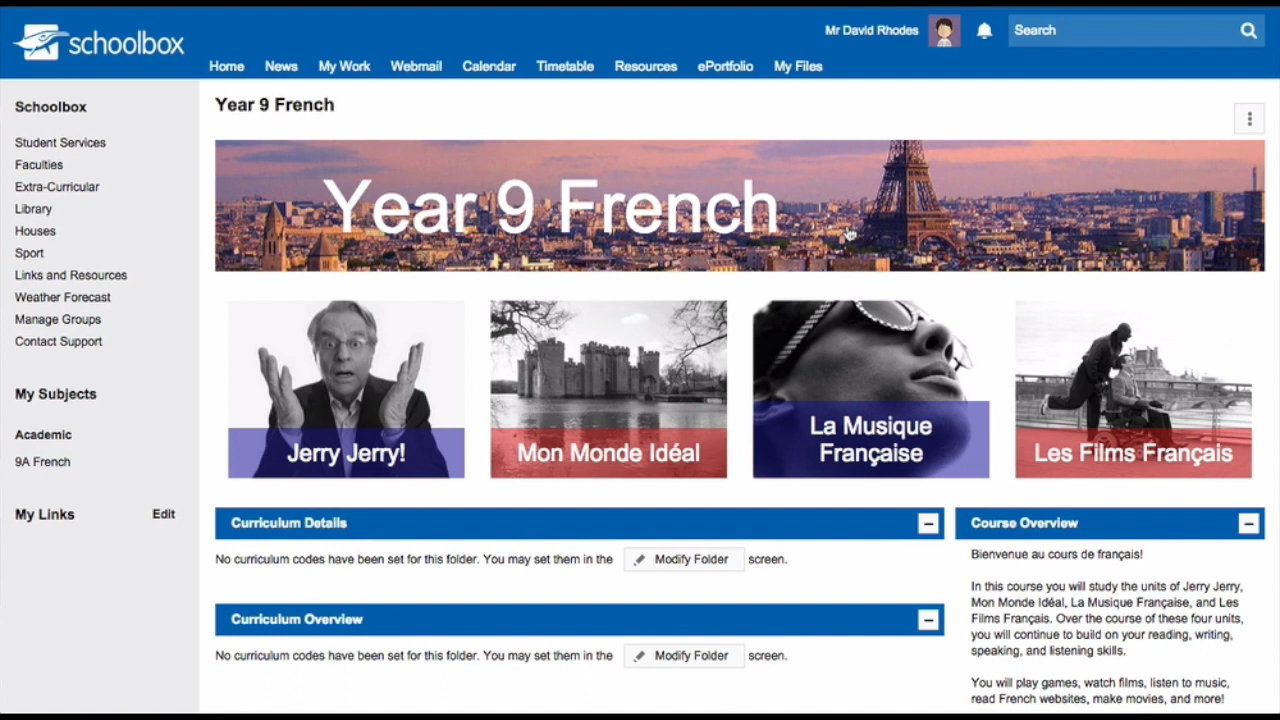 schoolbox
Mr David Rhodes
Search
Home News My Work Webmail Calendar Timetable Resources ePortfolio My Files
Schoolbox
Student Services
Faculties
Extra-Curricular
Library
Houses
Sport
Links and Resources
Weather Forecast
Manage Groups
Contact Support
My Subjects
Academic
9A French
My Links Edit
Year 9 French
Year 9 French
Jerry Jerry!
Mon Monde Idéal
La Musique
Française
Les Films Français
Curriculum Details
No curriculum codes have been set for this folder. You may set them in the Modify Folder screen.
Curriculum Overview
No curriculum codes have been set for this folder. You may set them in the Modify Folder screen.
Course Overview
Bienvenue au cours de français!
In this course you will study the units of Jerry Jerry,
Mon Monde Idéal, La Musique Française, and Les
Films Français. Over the course of these four units,
you will continue to build on your reading, writing,
speaking, and listening skills.
You will play games, watch films, listen to music,
read French websites, make movies, and more!